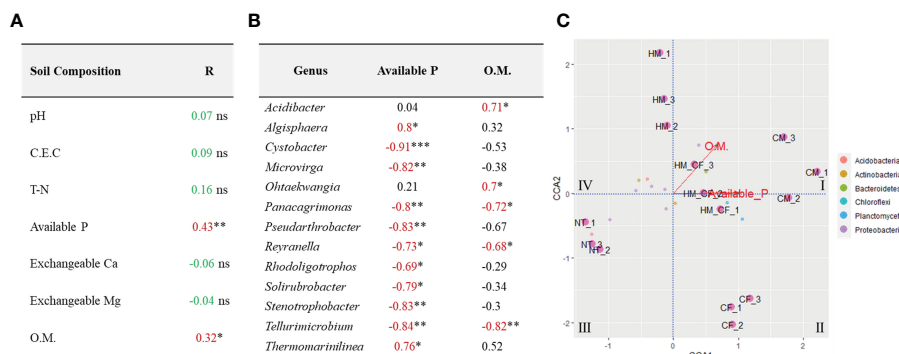 A
Soil Composition R
pH 0.07 ns
C.E.C 0.09 ns
T-N 0.16 ns
Available P 0.43**
Exchangeable Ca -0.06 ns
Exchangeable Mg -0.04 ns
O.M. 0.32*
B
Genus Available P O.M.
Acidibacter 0.04 0.71*
Algisphaera 0.8* 0.32
Cystobacter -0.91*** -0.53
Microvirga -0.82** -0.38
Ohtaekwangia 0.21 0.7*
Panacagrimonas -0.8** -0.72*
Pseudarthrobacter -0.83** -0.67
Reyranella -0.73* -0.68*
Rhodoligotrophos -0.69* -0.29
Solirubrobacter -0.79* -0.34
Stenotrophobacter -0.83** -0.3
Tellurimicrobium -0.84** -0.82**
Thermomarinilinea 0.76* 0.52
C
HM_1
HM_3
HM_2
CM_3
O.M.
HM_CF_3
CM_1
IV
I
HM_CF_2
Available_P
CM_2
HM_CF_1
NT_1
NT_3
NT_2
CF_3
CF_1
CF_2
III
II
CCA2
2
1
0
-1
-2
-1
0
1
2
Acidobacteria
Actinobacteria
Bacteroidetes
Chloroflexi
Planctomycet
Proteobacteria